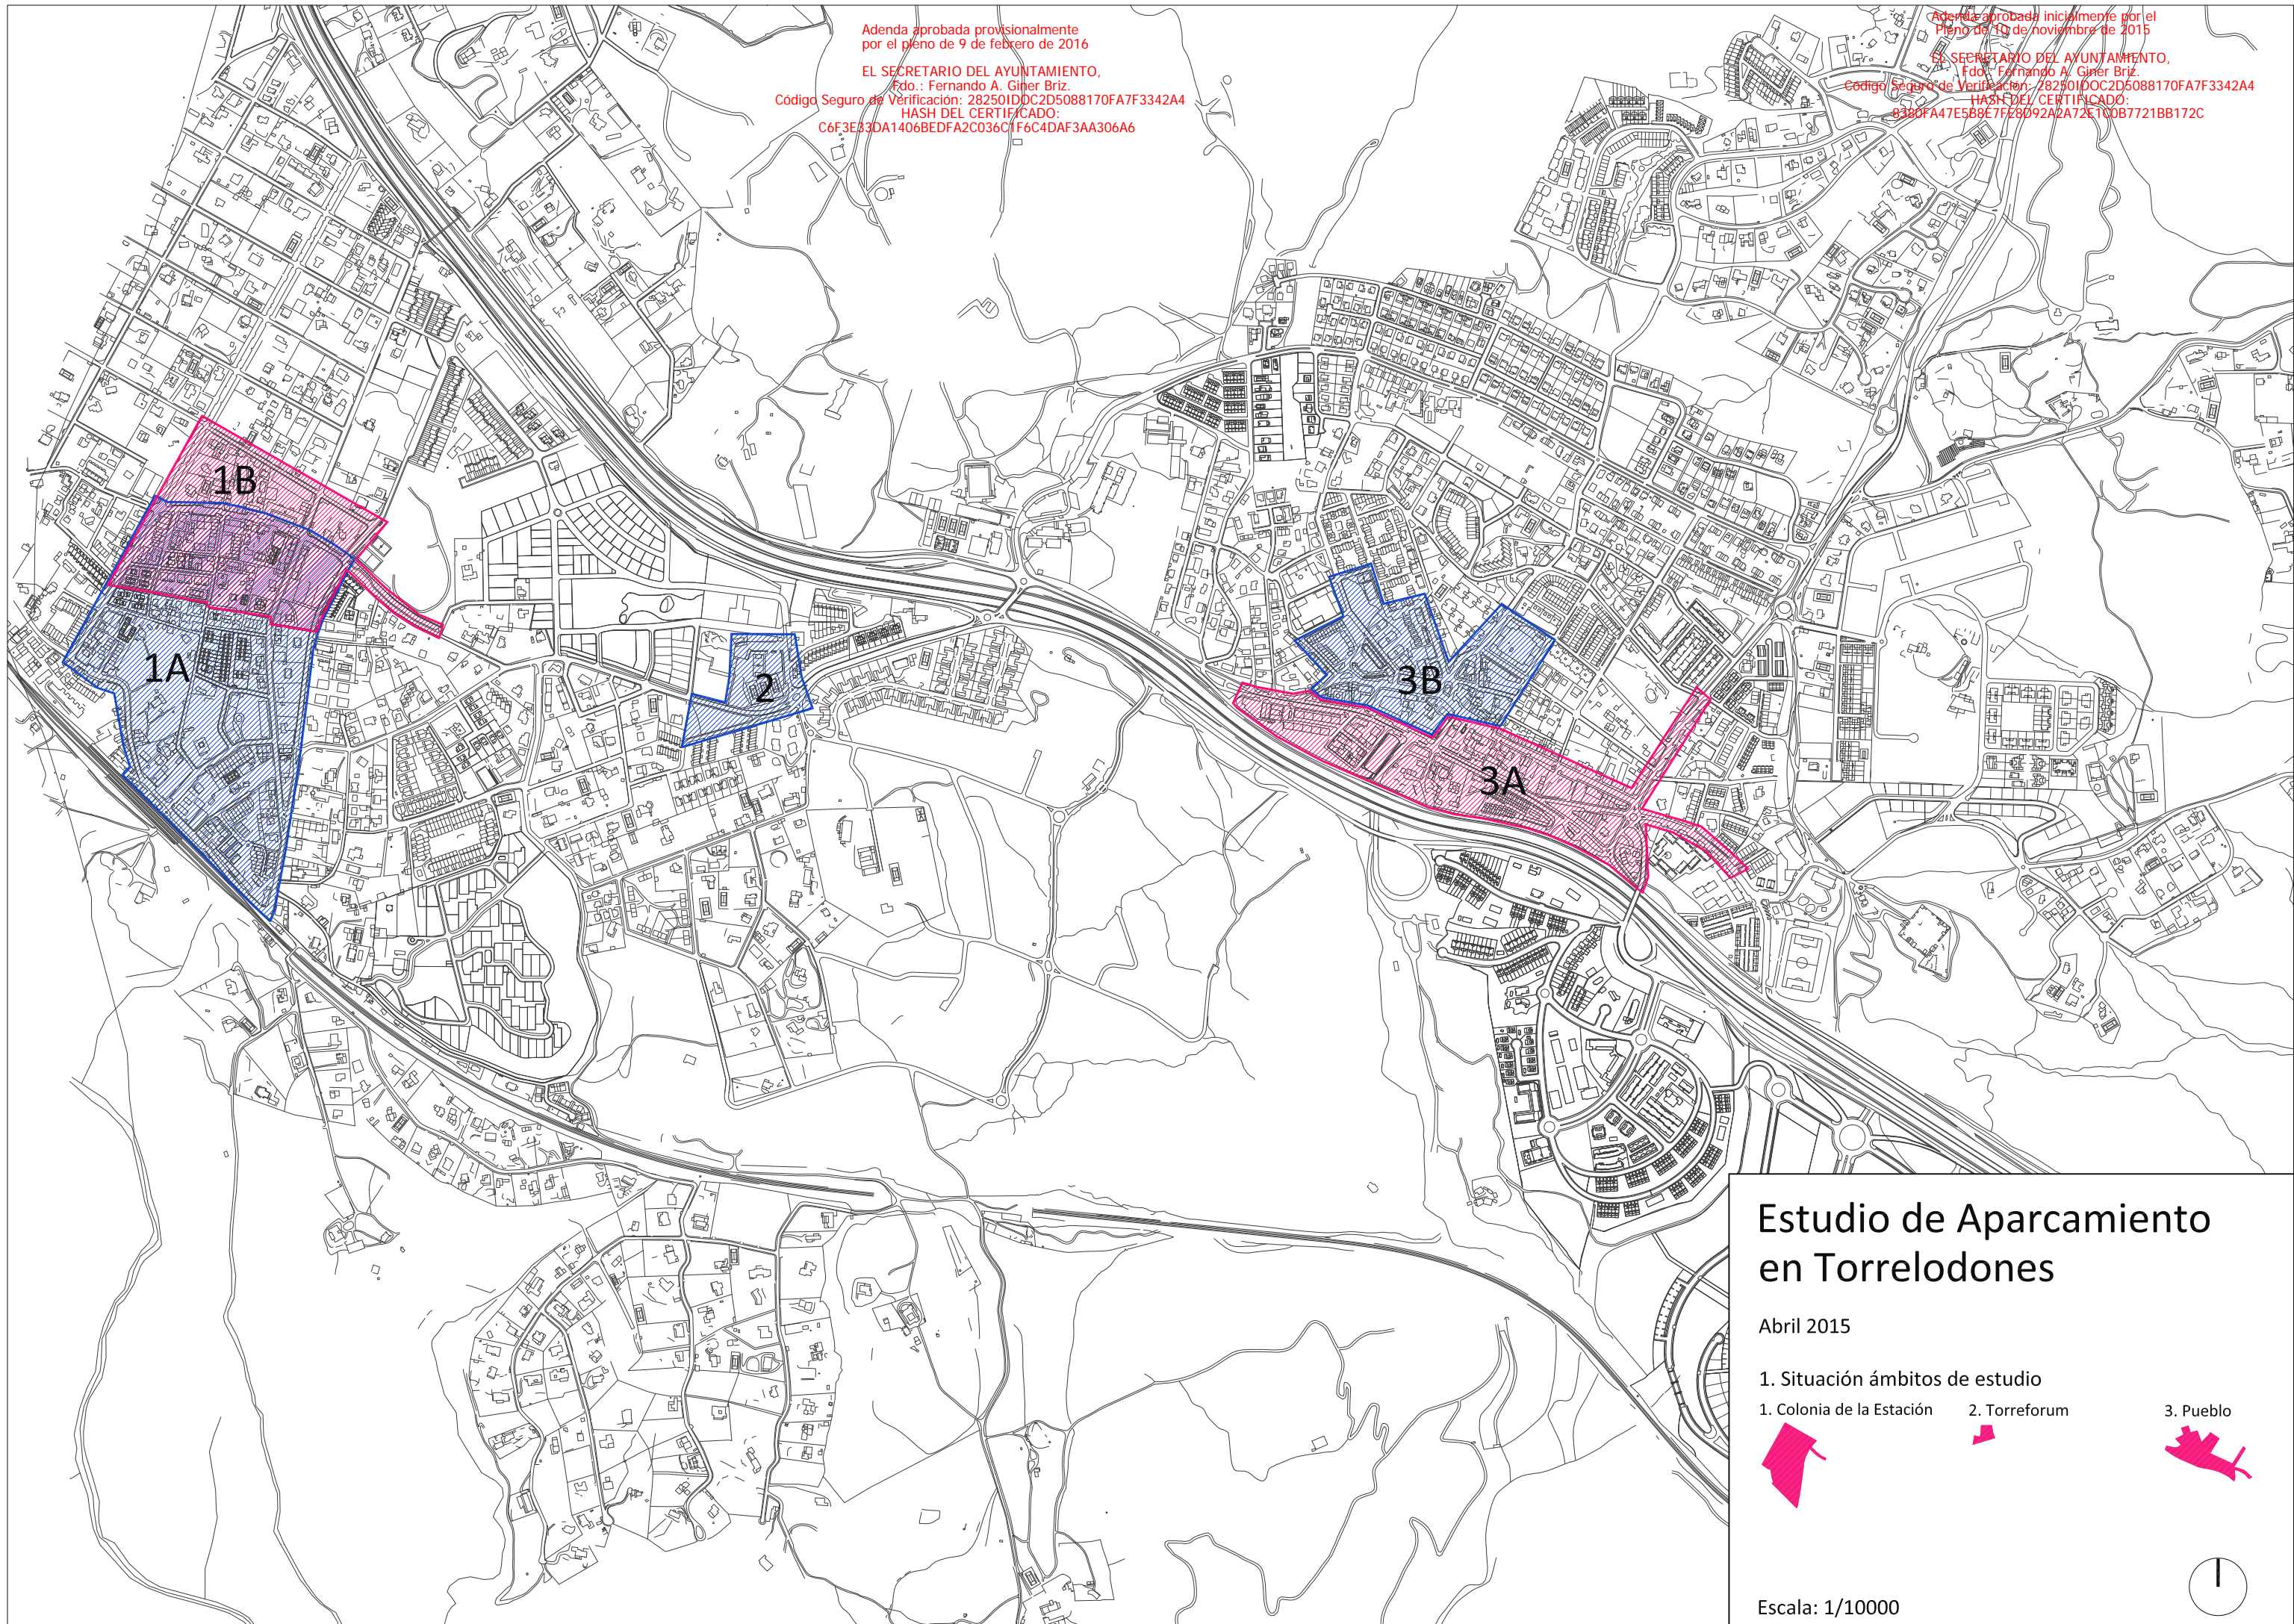 Adenda aprobada provisionalmente
por el pleno de 9 de febrero de 2016
EL SECRETARIO DEL AYUNTAMIENTO,
Fdo.: Fernando A. Giner Briz.
Código Seguro de Verificación: 28250IDOC2D5088170FA7F3342A4
HASH DEL CERTIFICADO:
C6F3E33DA1406BEDFA2C036C1F6C4DAF3AA306A6
Adenda aprobada inicialmente por el
Pleno de 10 de noviembre de 2015
EL SECRETARIO DEL AYUNTAMIENTO,
Fdo.: Fernando A. Giner Briz.
Código Seguro de Verificación: 28250IDOC2D5088170FA7F3342A4
HASH DEL CERTIFICADO:
1B
1A
2
3B
3A
Estudio de Aparcamiento
en Torrelodones
Abril 2015
1. Situación ámbitos de estudio
1. Colonia de la Estación
2. Torreforum
3. Pueblo
Escala: 1/10000